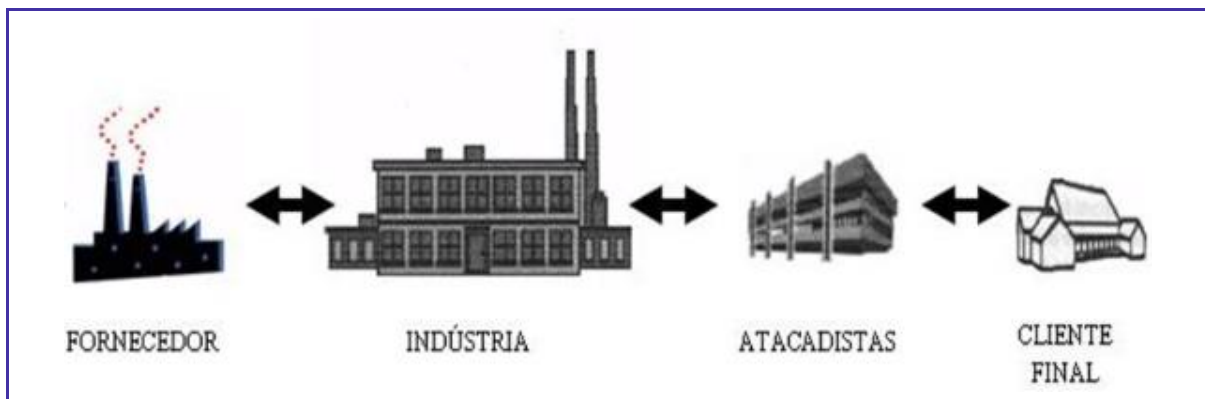 FORNECEDOR
INDÚSTRIA
ATACADISTAS
CLIENTE
FINAL